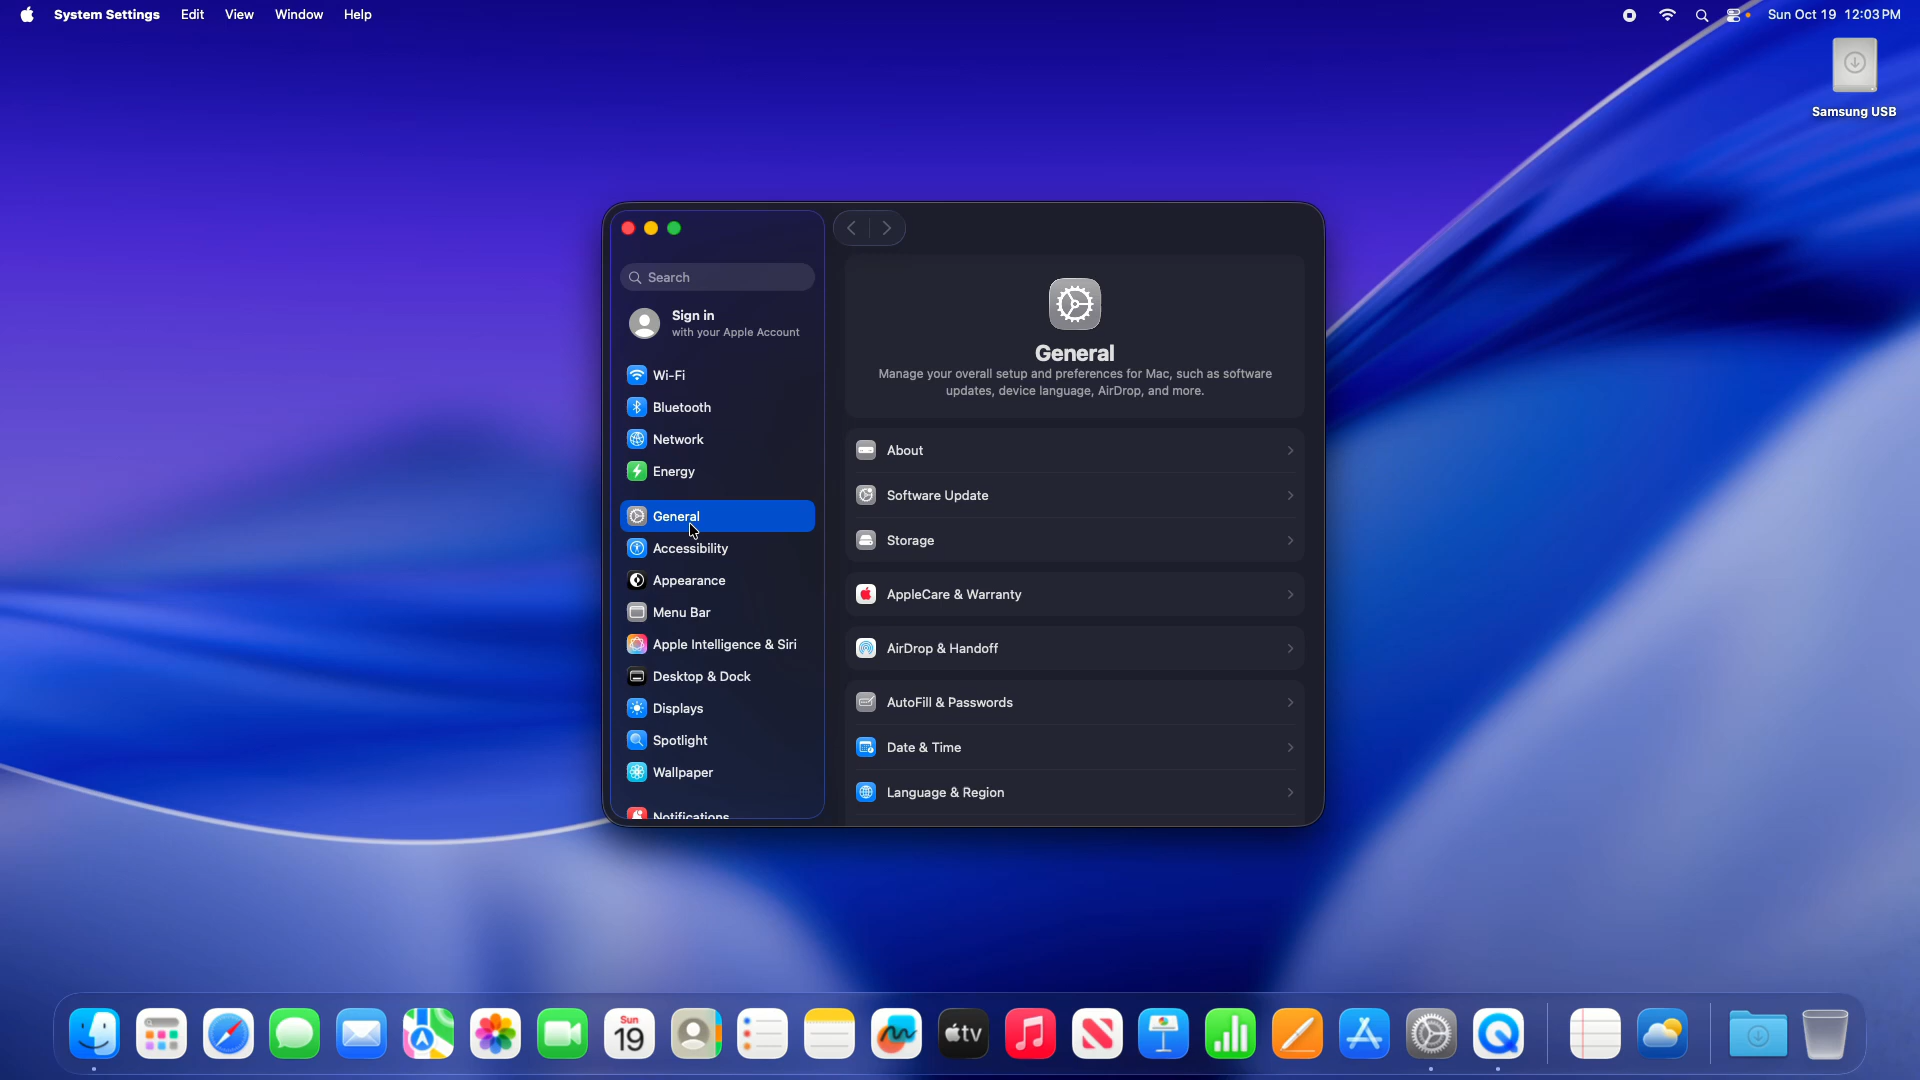 System Settings Edit View Window Help
Sun Oct 19 12:03 PM
Samsung USB
Search
Sign in
with your Apple Account
Wi-Fi
Bluetooth
Network
Energy
General
Accessibility
Appearance
Menu Bar
Apple Intelligence & Siri
Desktop & Dock
Displays
Spotlight
Wallpaper
Notifications
General
Manage your overall setup and preferences for Mac, such as software
updates, device language, AirDrop, and more.
About
Software Update
Storage
AppleCare & Warranty
AirDrop & Handoff
AutoFill & Passwords
Date & Time
Language & Region
Sun
19
tv